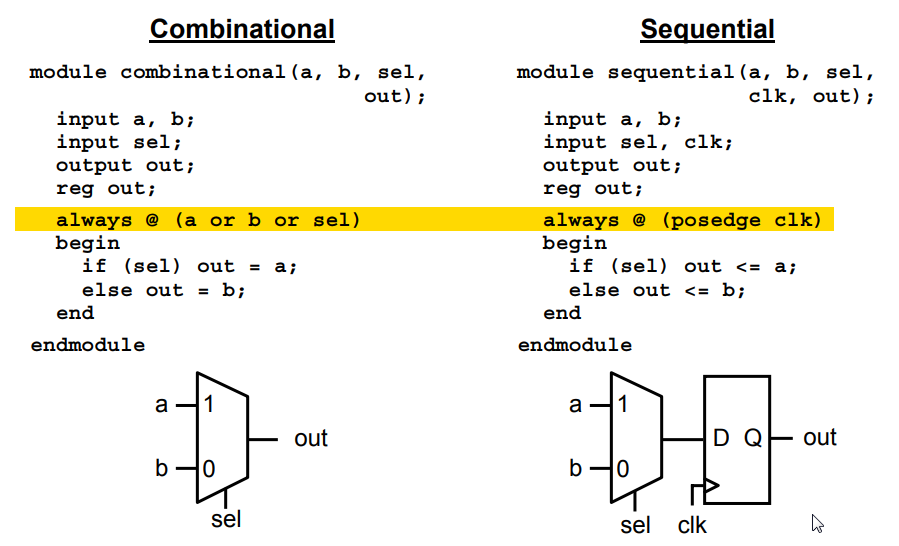 Combinational
module combinational(a, b, sel,
out);
input a, b;
input sel;
output out;
reg out;
always @ (a or b or sel)
begin
if (sel) out = a;
else out = b;
end
endmodule
a
1
out
b
0
sel
Sequential
module sequential(a, b, sel,
clk, out);
input a, b;
input sel, clk;
output out;
reg out;
always @ (posedge clk)
begin
if (sel) out <= a;
else out <= b;
end
endmodule
a
1
D Q
out
b
0
sel
clk